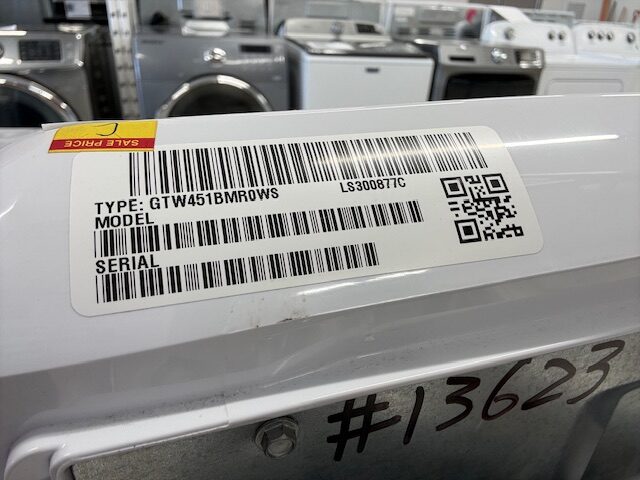 SALE PRICE
TYPE: GTW451BMR0WS LS300877C
MODEL
SERIAL
#13623